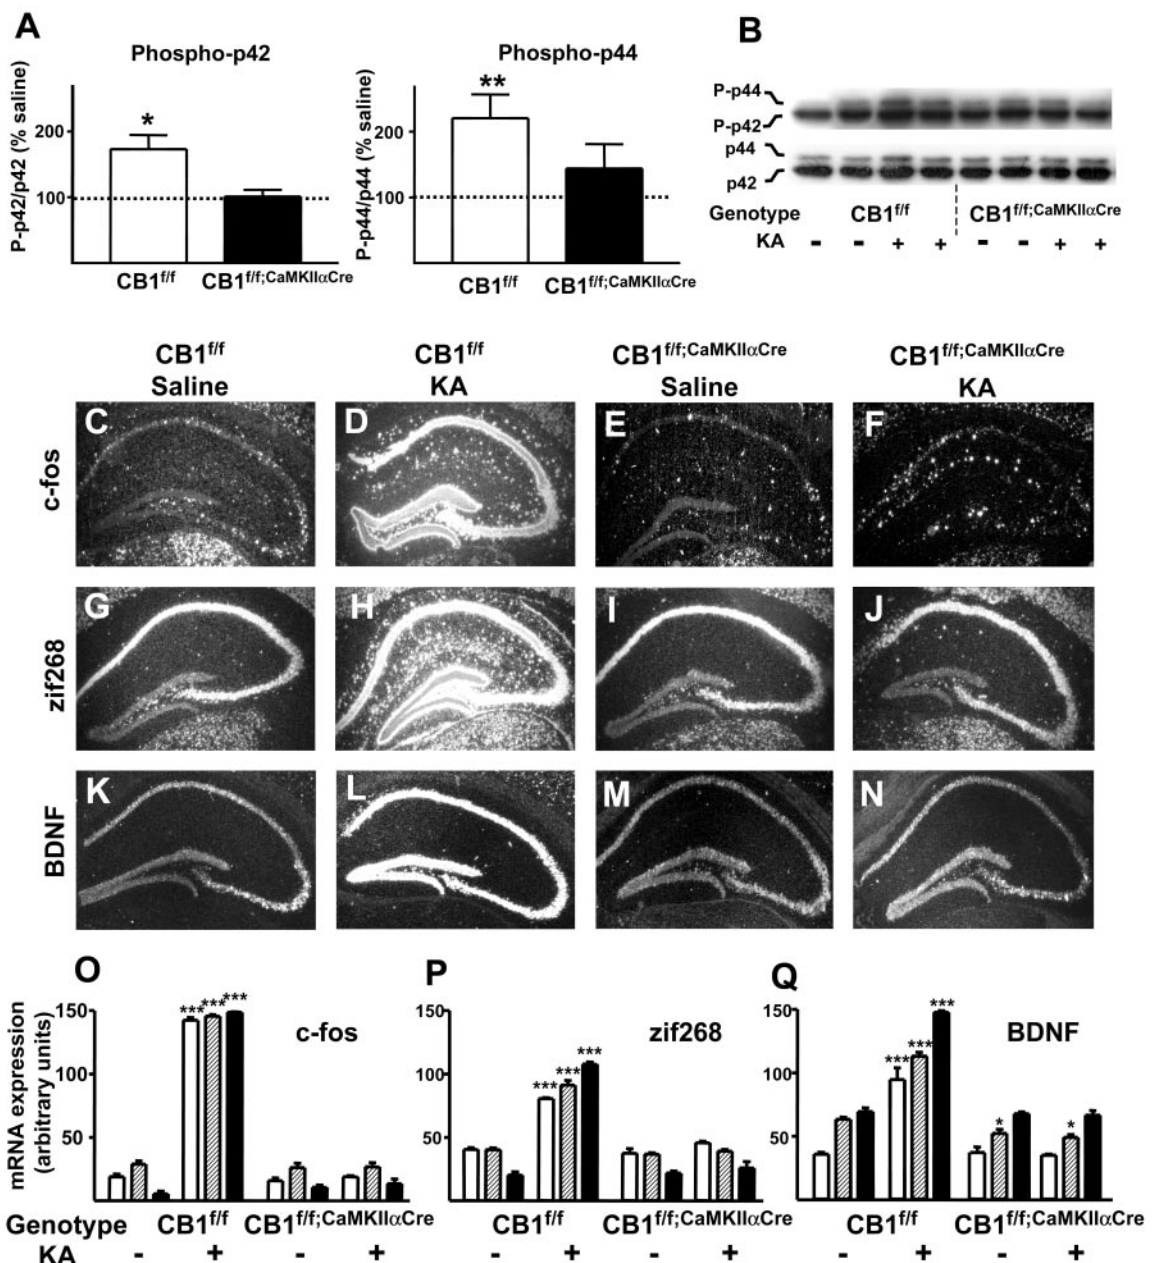 A
Phospho-p42
Phospho-p44
P-p42/p42 (% saline)
200
100
*
CB1f/f
CB1f/f;CaMKIIαCre
P-p44/p44 (% saline)
200
100
**
CB1f/f
CB1f/f;CaMKIIαCre
B
P-p44
P-p42
p44
p42
Genotype CB1f/f CB1f/f;CaMKIIαCre
KA - - + + - - + +
CB1f/f CB1f/f CB1f/f;CaMKIIαCre CB1f/f;CaMKIIαCre
Saline KA Saline KA
c-fos
C D E F
zif268
G H I J
BDNF
K L M N
O P Q
mRNA expression
(arbitrary units)
150
100
50
*** *** ***
c-fos
150
100
50
*** *** ***
zif268
150
100
50
*** *** ***
* *
BDNF
Genotype CB1f/f CB1f/f;CaMKIIαCre CB1f/f CB1f/f;CaMKIIαCre CB1f/f CB1f/f;CaMKIIαCre
KA - + - + - + - + - + - +